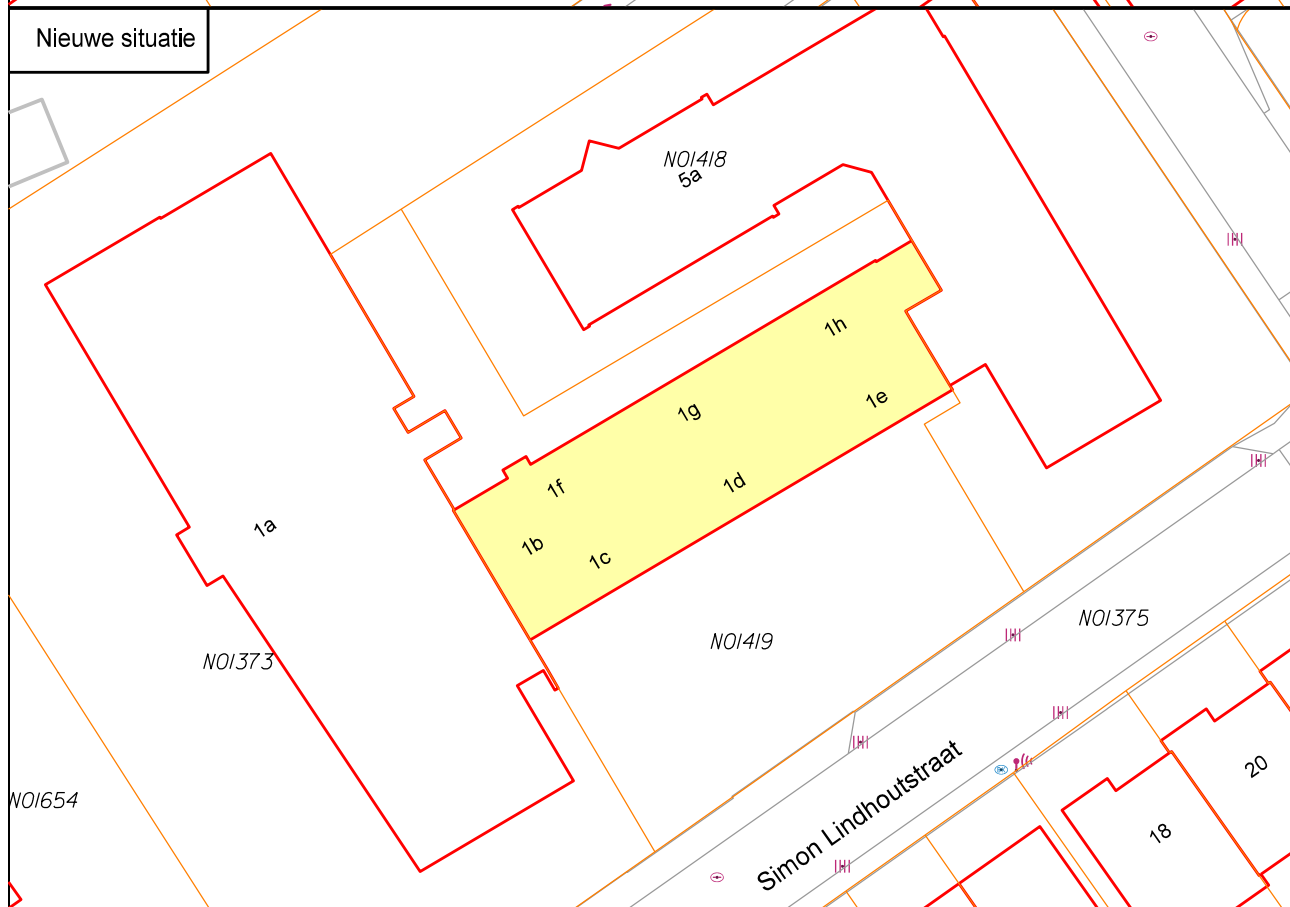 Nieuwe situatie
N01418
5a
1h
1g
1e
1d
1f
1a
1b
1c
N01375
N01419
N01373
Simon Lindhoutstraat
20
N01654
18